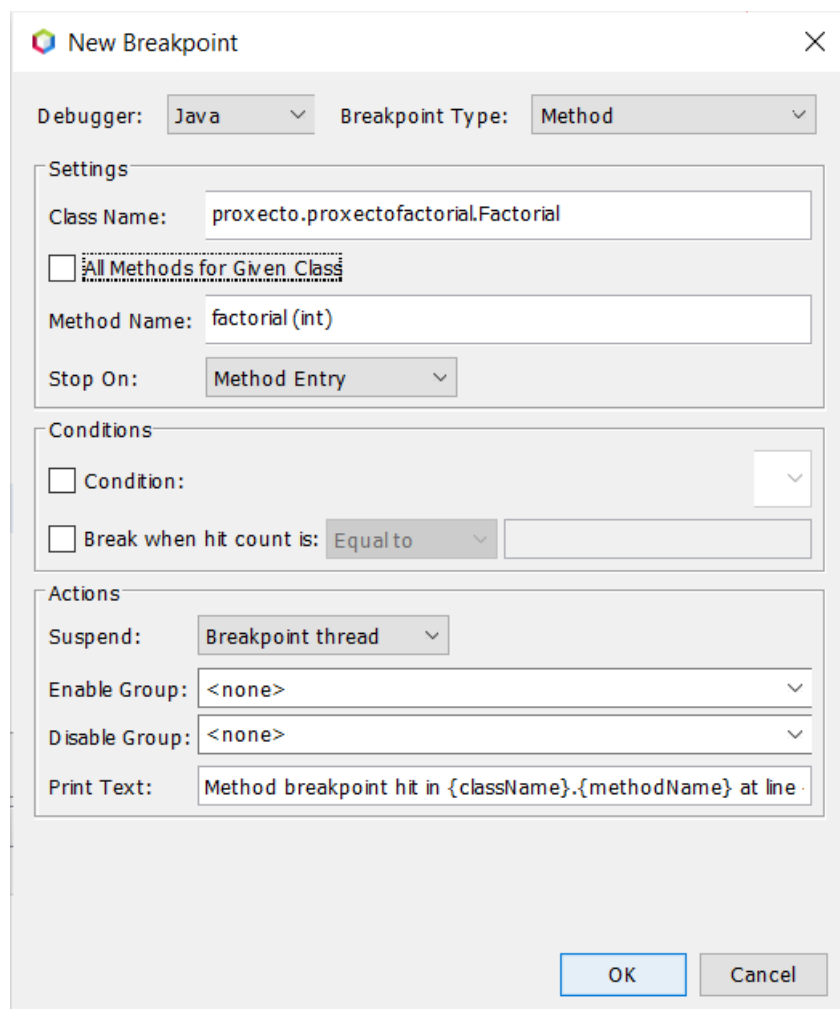 New Breakpoint
Debugger: Java Breakpoint Type: Method
Settings
Class Name: proxecto.proxectofactorial.Factorial
All Methods for Given Class
Method Name: factorial (int)
Stop On: Method Entry
Conditions
Condition:
Break when hit count is: Equal to
Actions
Suspend: Breakpoint thread
Enable Group: <none>
Disable Group: <none>
Print Text: Method breakpoint hit in {className}.{methodName} at line
OK Cancel